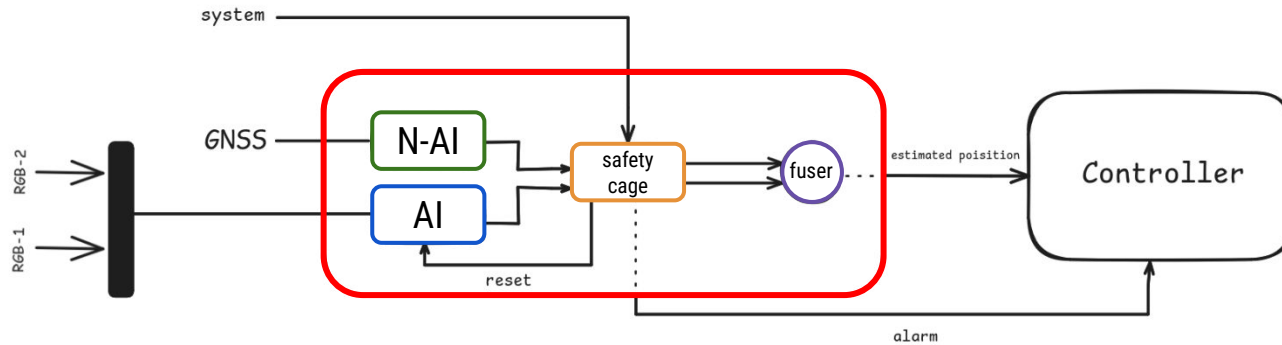 system
GNSS
N-AI
RGB-2
RGB-1
AI
safety
cage
fuser
estimated poisition
Controller
reset
alarm